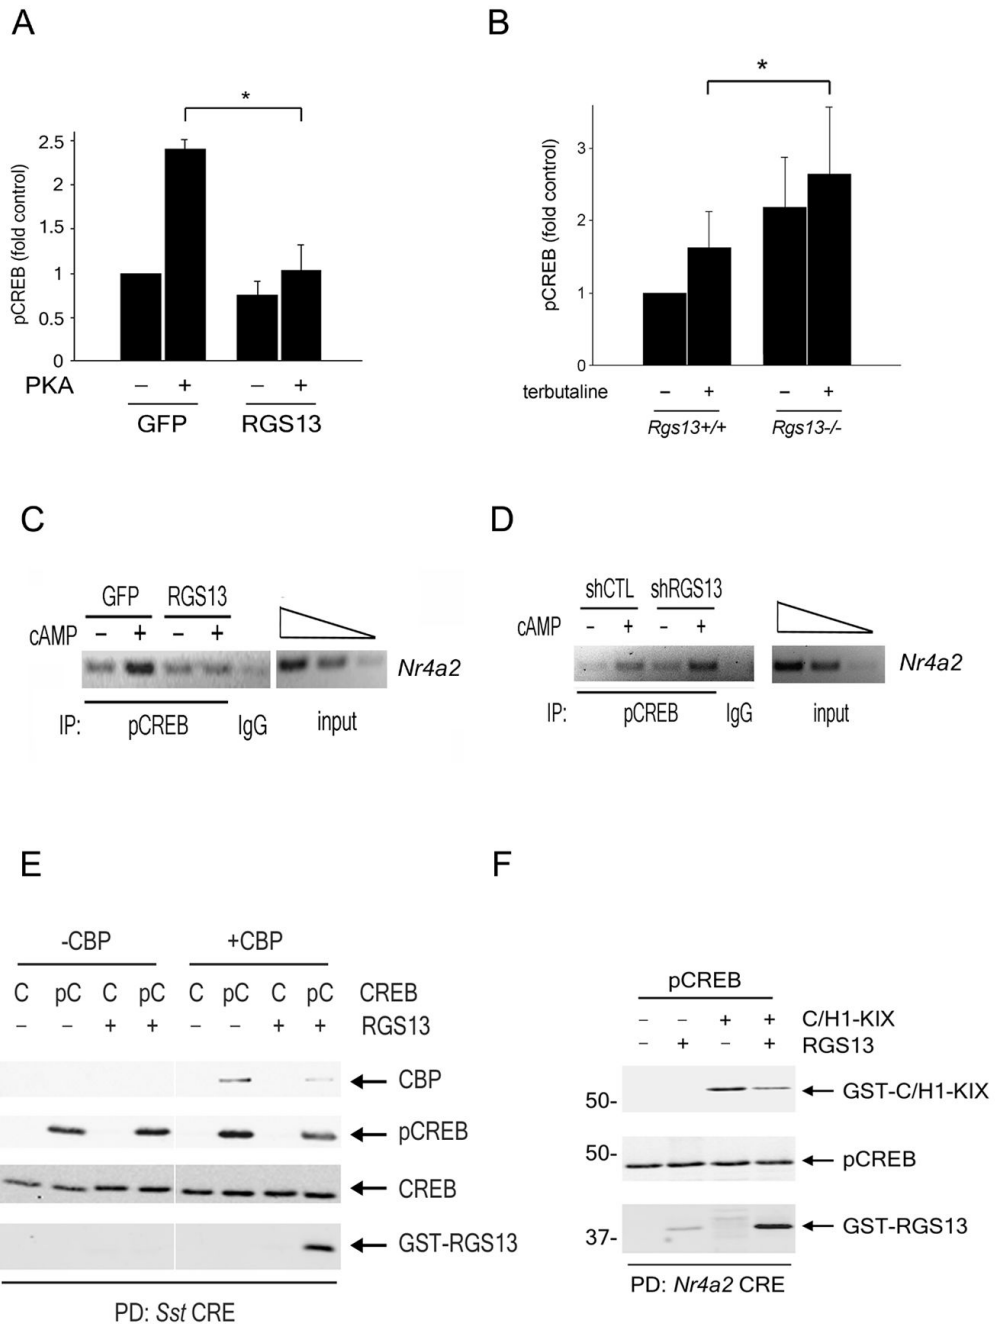 A
pCREB (fold control)
2.5
2
1.5
1
0.5
0
*
PKA – + – +
GFP RGS13
B
pCREB (fold control)
3
2
1
0
*
terbutaline – + – +
Rgs13+/+ Rgs13-/-
C
GFP RGS13
cAMP – + – +
Nr4a2
IP: pCREB IgG input
D
shCTL shRGS13
cAMP – + – +
Nr4a2
IP: pCREB IgG input
E
-CBP +CBP
C pC C pC C pC C pC CREB
– – + + – – + + RGS13
CBP
pCREB
CREB
GST-RGS13
PD: Sst CRE
F
pCREB
– – + + C/H1-KIX
– + – + RGS13
50- GST-C/H1-KIX
50- pCREB
37- GST-RGS13
PD: Nr4a2 CRE